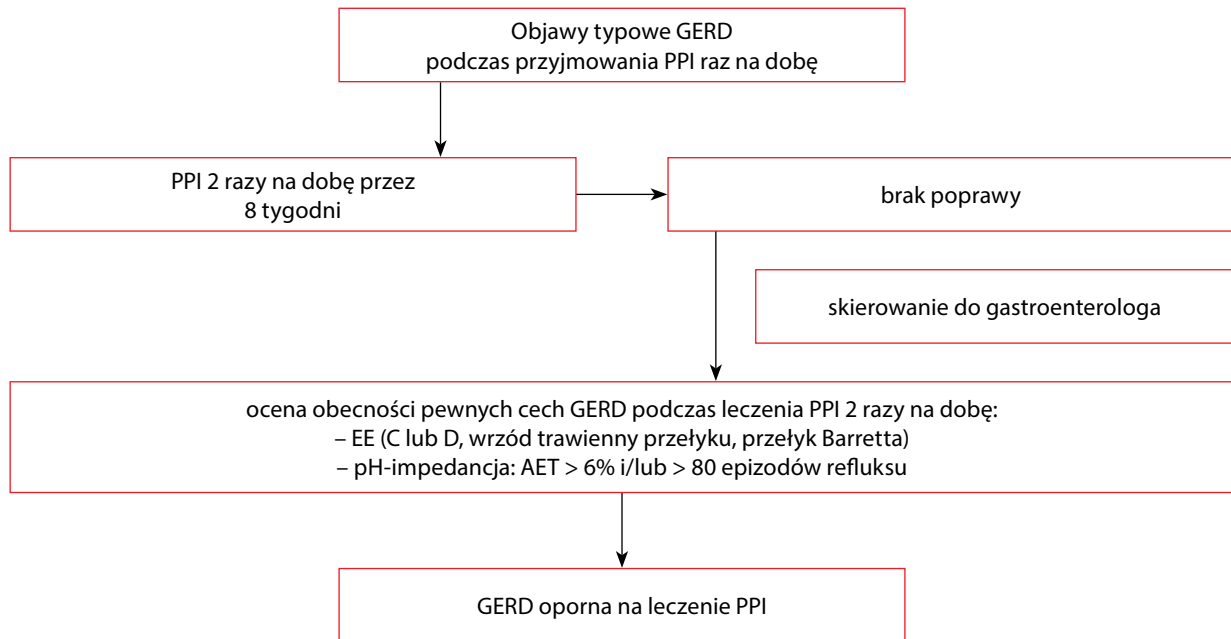 Objawy typowe GERD
podczas przyjmowania PPI raz na dobę
PPI 2 razy na dobę przez
8 tygodni
brak poprawy
skierowanie do gastroenterologa
ocena obecności pewnych cech GERD podczas leczenia PPI 2 razy na dobę:
– EE (C lub D, wrzód trawienny przełyku, przełyk Barretta)
– pH-impedancja: AET > 6% i/lub > 80 epizodów refluksu
GERD oporna na leczenie PPI